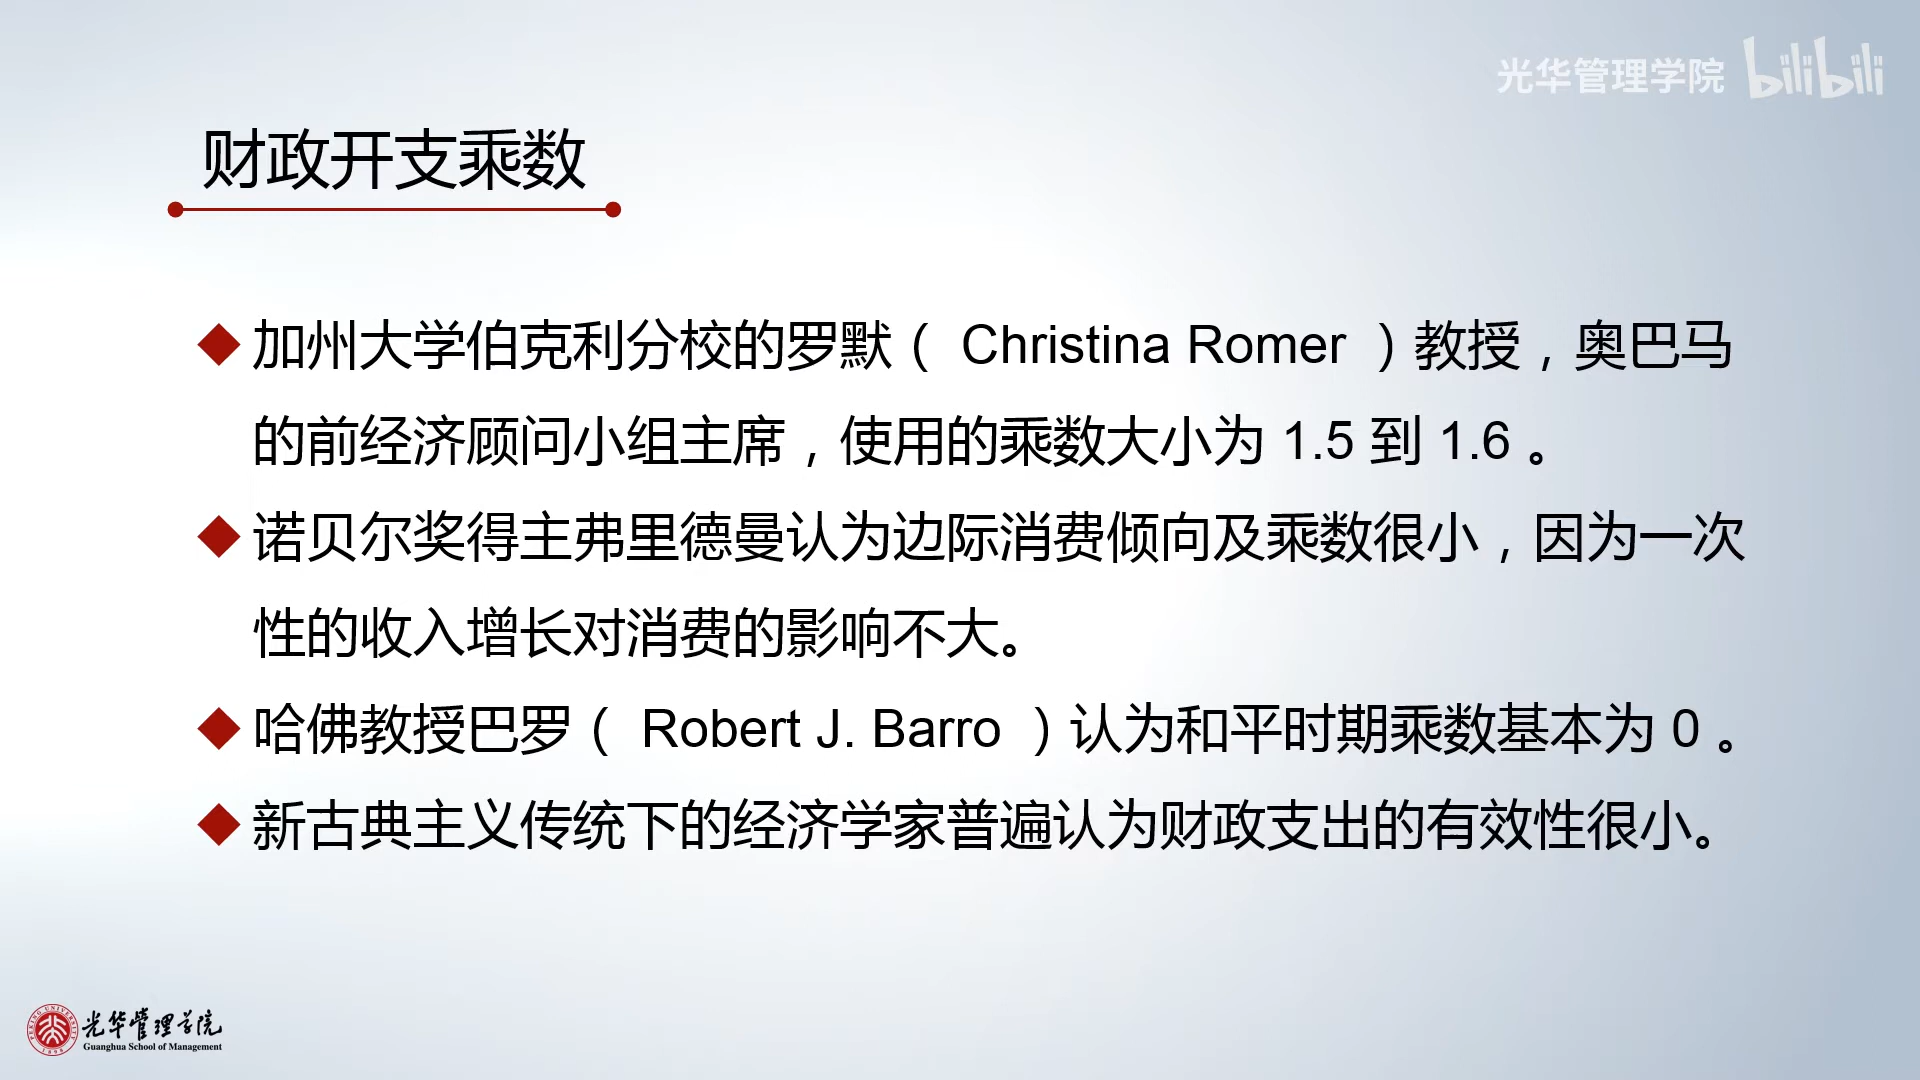 光华管理学院 bilibili
财政开支乘数
加州大学伯克利分校的罗默（ Christina Romer ）教授，奥巴马
的前经济顾问小组主席，使用的乘数大小为 1.5 到 1.6 。
诺贝尔奖得主弗里德曼认为边际消费倾向及乘数很小，因为一次
性的收入增长对消费的影响不大。
哈佛教授巴罗（ Robert J. Barro ）认为和平时期乘数基本为 0 。
新古典主义传统下的经济学家普遍认为财政支出的有效性很小。
PEKING UNIVERSITY
1898
光华管理学院
Guanghua School of Management